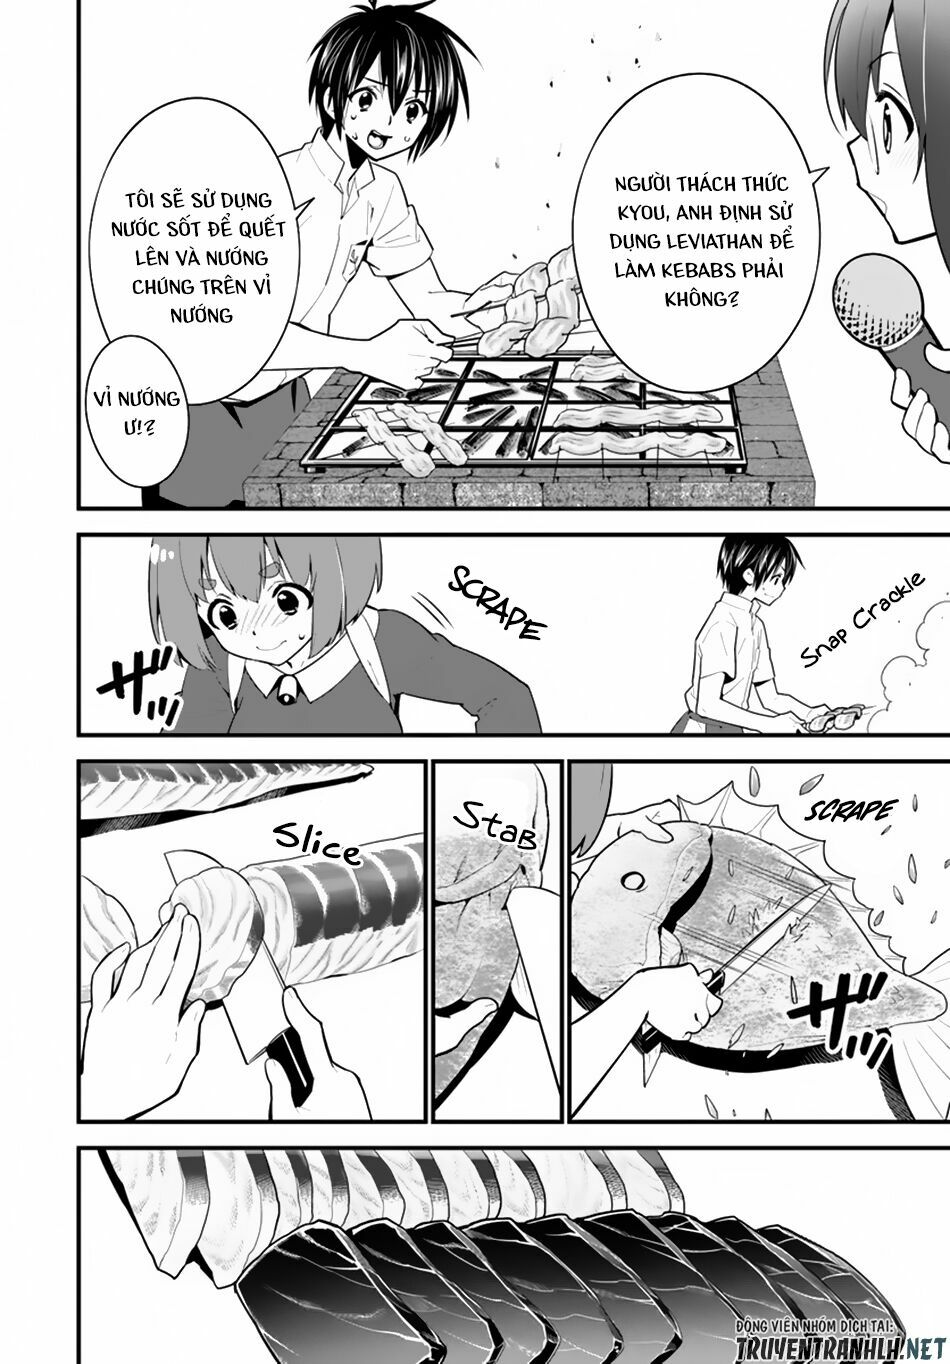 NGƯỜI THÁCH THỨC
KYOU, ANH ĐỊNH SỬ
DỤNG LEVIATHAN ĐỂ
LÀM KEBABS PHẢI
KHÔNG?
TÔI SẼ SỬ DỤNG
NƯỚC SỐT ĐỂ QUẾT
LÊN VÀ NƯỚNG
CHÚNG TRÊN VỈ
NƯỚNG
VỈ NƯỚNG
Ư!?
Snap Crackle
SCRAPE
ザッ
ザッ
SCRAPE
Stab
Slice
ĐỘNG VIÊN NHÓM DỊCH TẠI:
TRUYENTRANHLH.NET